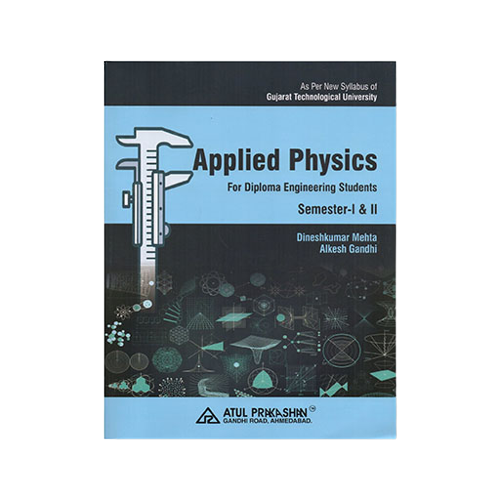 As Per New Syllabus of
Gujarat Technological University
Applied Physics
For Diploma Engineering Students
Semester-I & II
Dineshkumar Mehta
Alkesh Gandhi
ATUL PRAKASHAN™
GANDHI ROAD, AHMEDABAD.